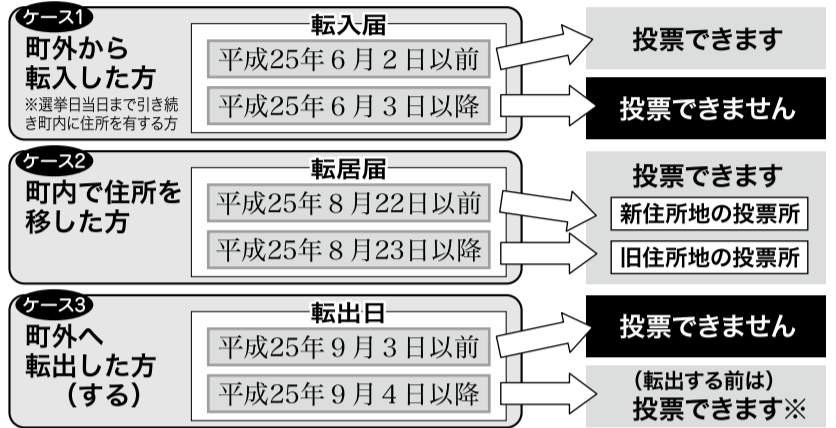 ケース1
町外から
転入した方
※選挙日当日まで引き続
き町内に住所を有する方
転入届
平成25年6月2日以前
平成25年6月3日以降
投票できます
投票できません
ケース2
町内で住所を
移した方
転居届
平成25年8月22日以前
平成25年8月23日以降
投票できます
新住所地の投票所
旧住所地の投票所
ケース3
町外へ
転出した方
(する)
転出日
平成25年9月3日以前
平成25年9月4日以降
投票できません
(転出する前は)
投票できます※